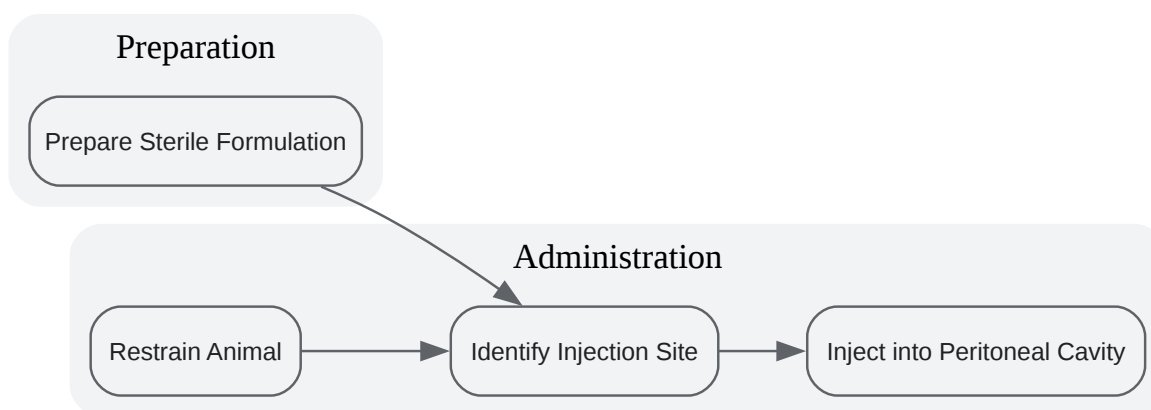 Preparation
Prepare Sterile Formulation
Administration
Restrain Animal
Identify Injection Site
Inject into Peritoneal Cavity